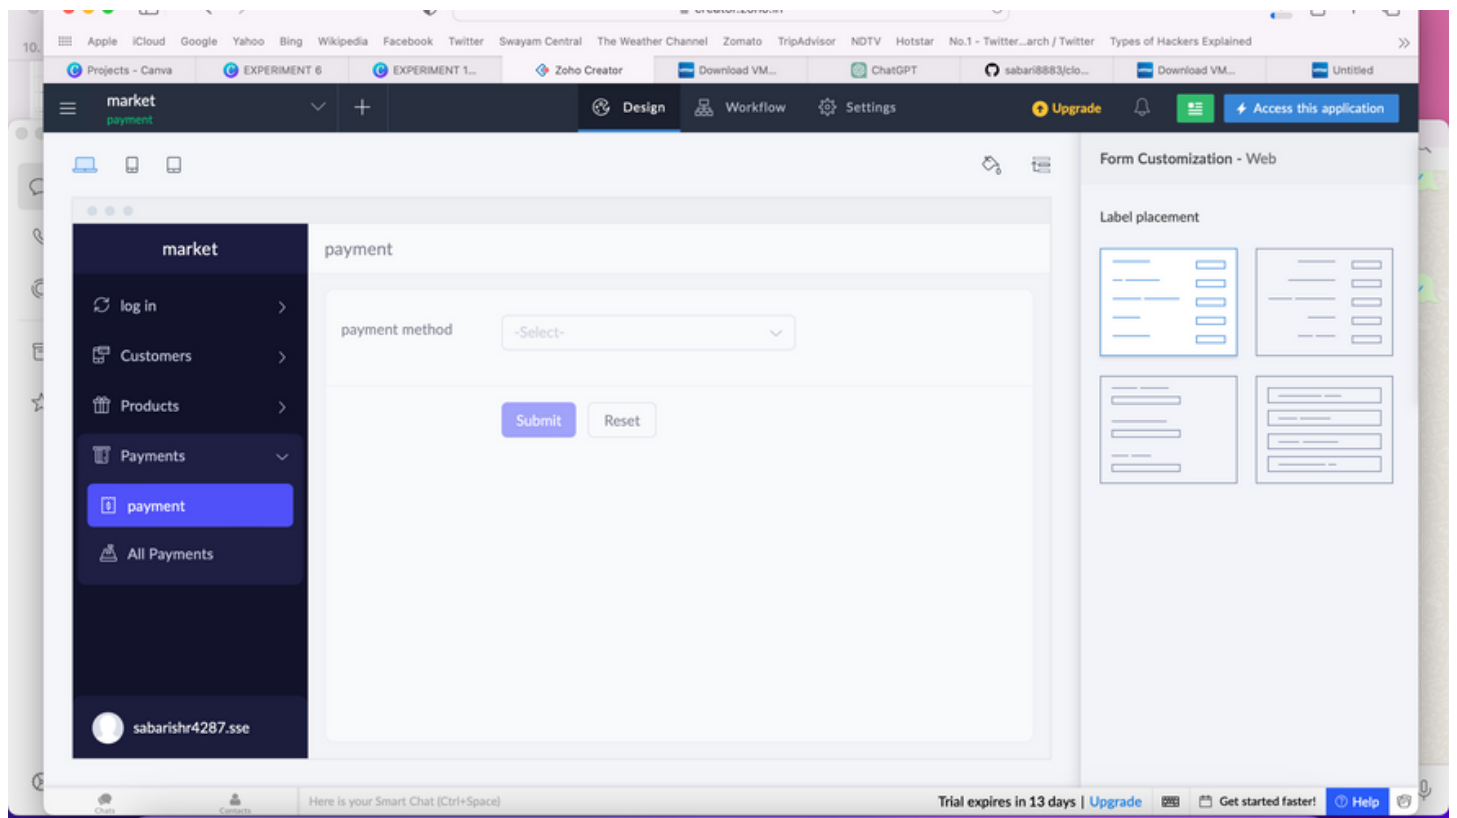 10.
Apple iCloud Google Yahoo Bing Wikipedia Facebook Twitter Swayam Central The Weather Channel Zomato TripAdvisor NDTV Hotstar No.1 - Twitter...arch / Twitter Types of Hackers Explained
Projects - Canva EXPERIMENT 6 EXPERIMENT 1... Zoho Creator Download VM... ChatGPT sabari8883/clo... Download VM... Untitled
market
payment
Design Workflow Settings Upgrade Access this application
Form Customization - Web
Label placement
market
payment
log in
payment method
-Select-
Customers
Products
Submit Reset
Payments
payment
All Payments
sabarishr4287.sse
Chats Contacts Here is your Smart Chat (Ctrl+Space) Trial expires in 13 days | Upgrade Get started faster! Help